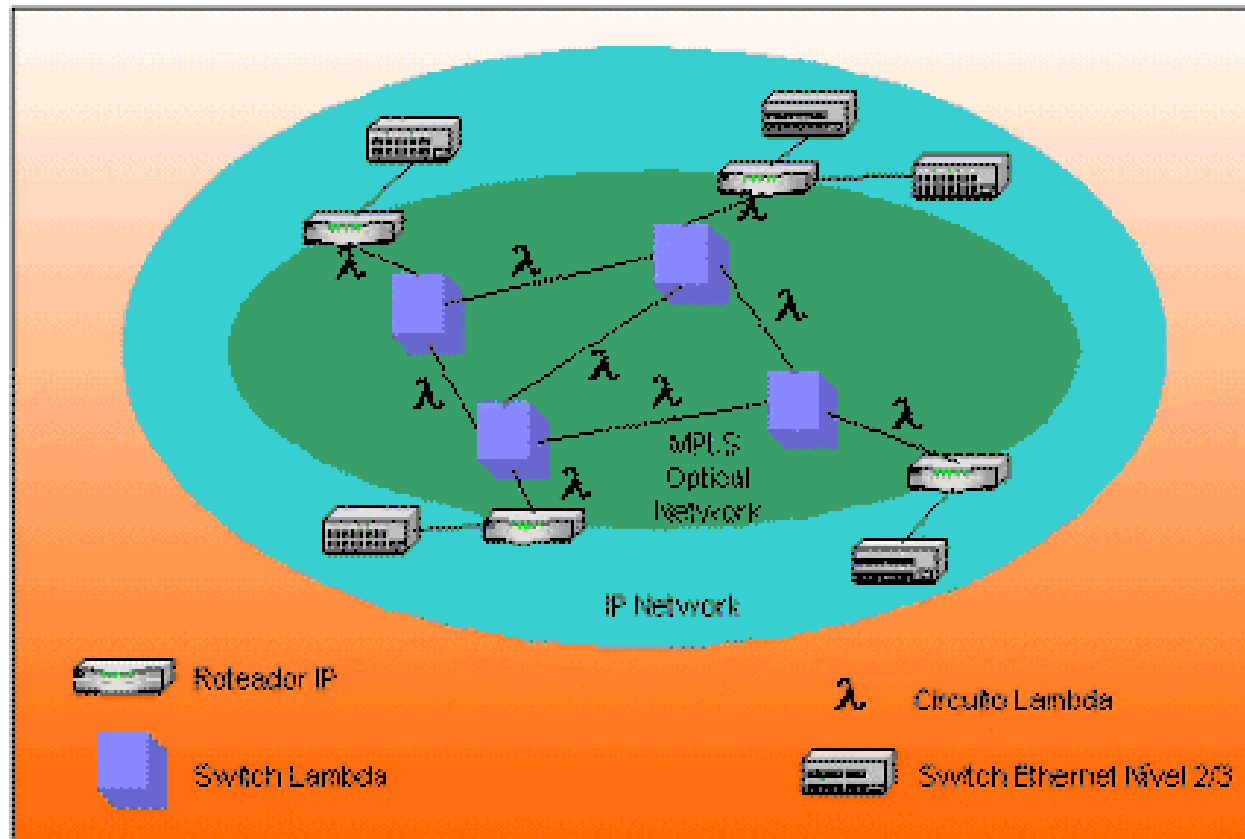 λ
λ
λ
λ
λ
λ
λ
λ
λ
MPLS
Optical
Network
IP Network
Roteador IP
λ Circuito Lambda
Switch Lambda
Switch Ethernet Nível 2/3